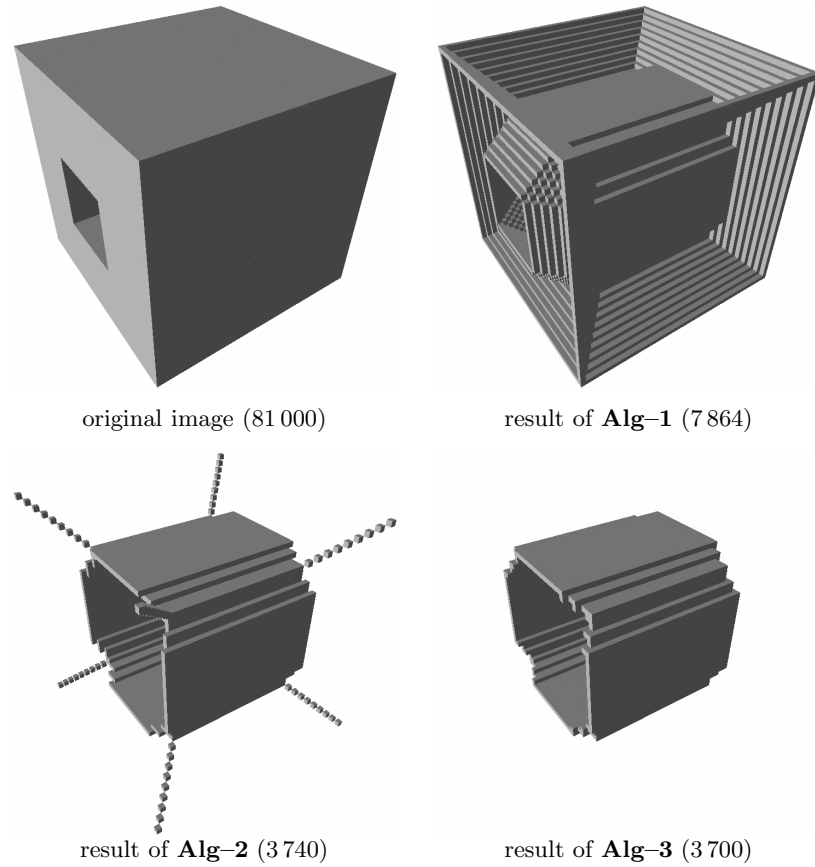 original image (81 000)
result of Alg–1 (7 864)
result of Alg–2 (3 740)
result of Alg–3 (3 700)